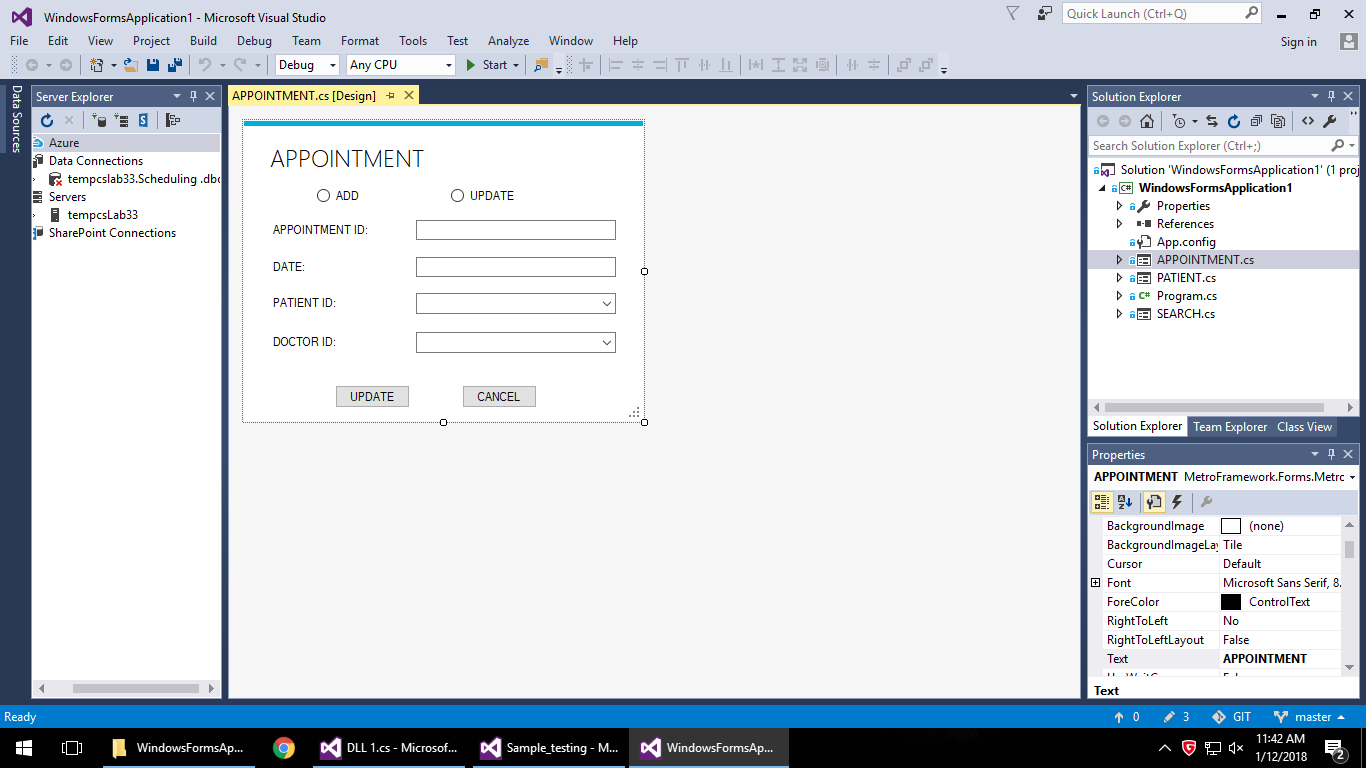 WindowsFormsApplication1 - Microsoft Visual Studio
Quick Launch (Ctrl+Q)
File Edit View Project Build Debug Team Format Tools Test Analyze Window Help
Sign in
Debug Any CPU Start
Data Sources
Server Explorer
Azure
Data Connections
tempcslab33.Scheduling .dbo
Servers
tempcsLab33
SharePoint Connections
APPOINTMENT.cs [Design]
APPOINTMENT
ADD UPDATE
APPOINTMENT ID:
DATE:
PATIENT ID:
DOCTOR ID:
UPDATE CANCEL
Solution Explorer
Search Solution Explorer (Ctrl+;)
Solution 'WindowsFormsApplication1' (1 proj
WindowsFormsApplication1
Properties
References
App.config
APPOINTMENT.cs
PATIENT.cs
C# Program.cs
SEARCH.cs
Solution Explorer Team Explorer Class View
Properties
APPOINTMENT MetroFramework.Forms.Metro
BackgroundImage (none)
BackgroundImageLay Tile
Cursor Default
Font Microsoft Sans Serif, 8.
ForeColor ControlText
RightToLeft No
RightToLeftLayout False
Text APPOINTMENT
Text
Ready
0 3 GIT master
WindowsFormsAp... DLL 1.cs - Microsof... Sample_testing - M... WindowsFormsAp...
11:42 AM
1/12/2018
2